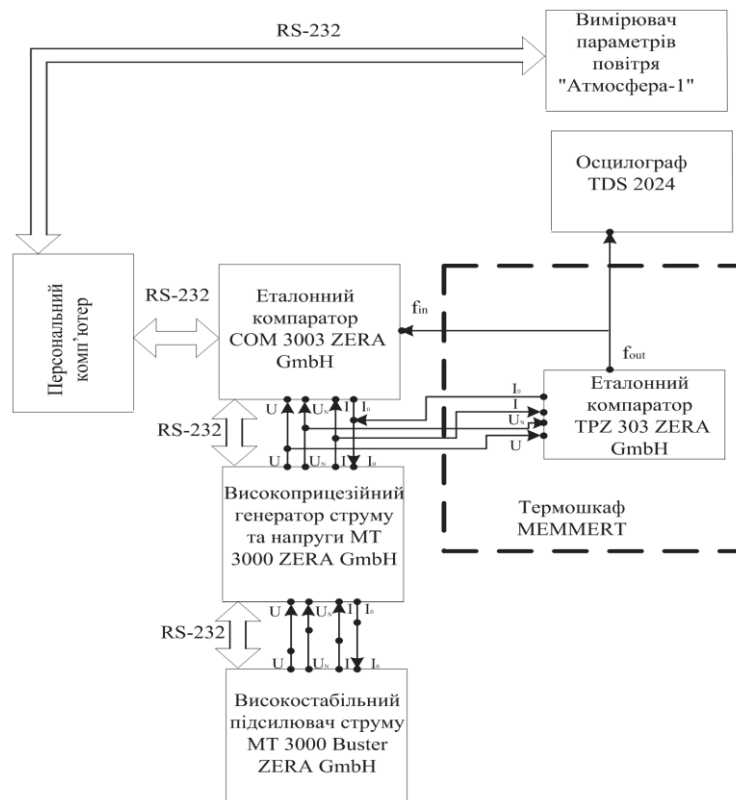 RS-232
Вимірювач
параметрів
повітря
"Атмосфера-1"
Осцилограф
TDS 2024
Персональний
комп’ютер
RS-232
Еталонний
компаратор
COM 3003 ZERA
GmbH
fin
fout
Еталонний
компаратор
TPZ 303 ZERA
GmbH
I₀
I
Uₙ
U
U Uₙ I I₀
RS-232
U Uₙ I I₀
Термошкаф
MEMMERT
Високоприцезійний
генератор струму
та напруги МТ
3000 ZERA GmbH
U Uₙ I I₀
RS-232
U Uₙ I I₀
Високостабільний
підсилювач струму
МТ 3000 Buster
ZERA GmbH